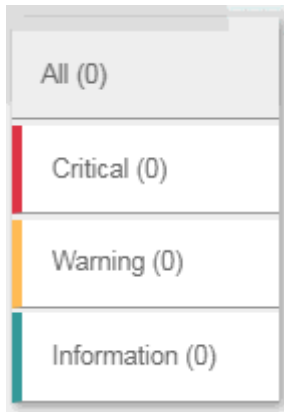 All (0)
Critical (0)
Warning (0)
Information (0)